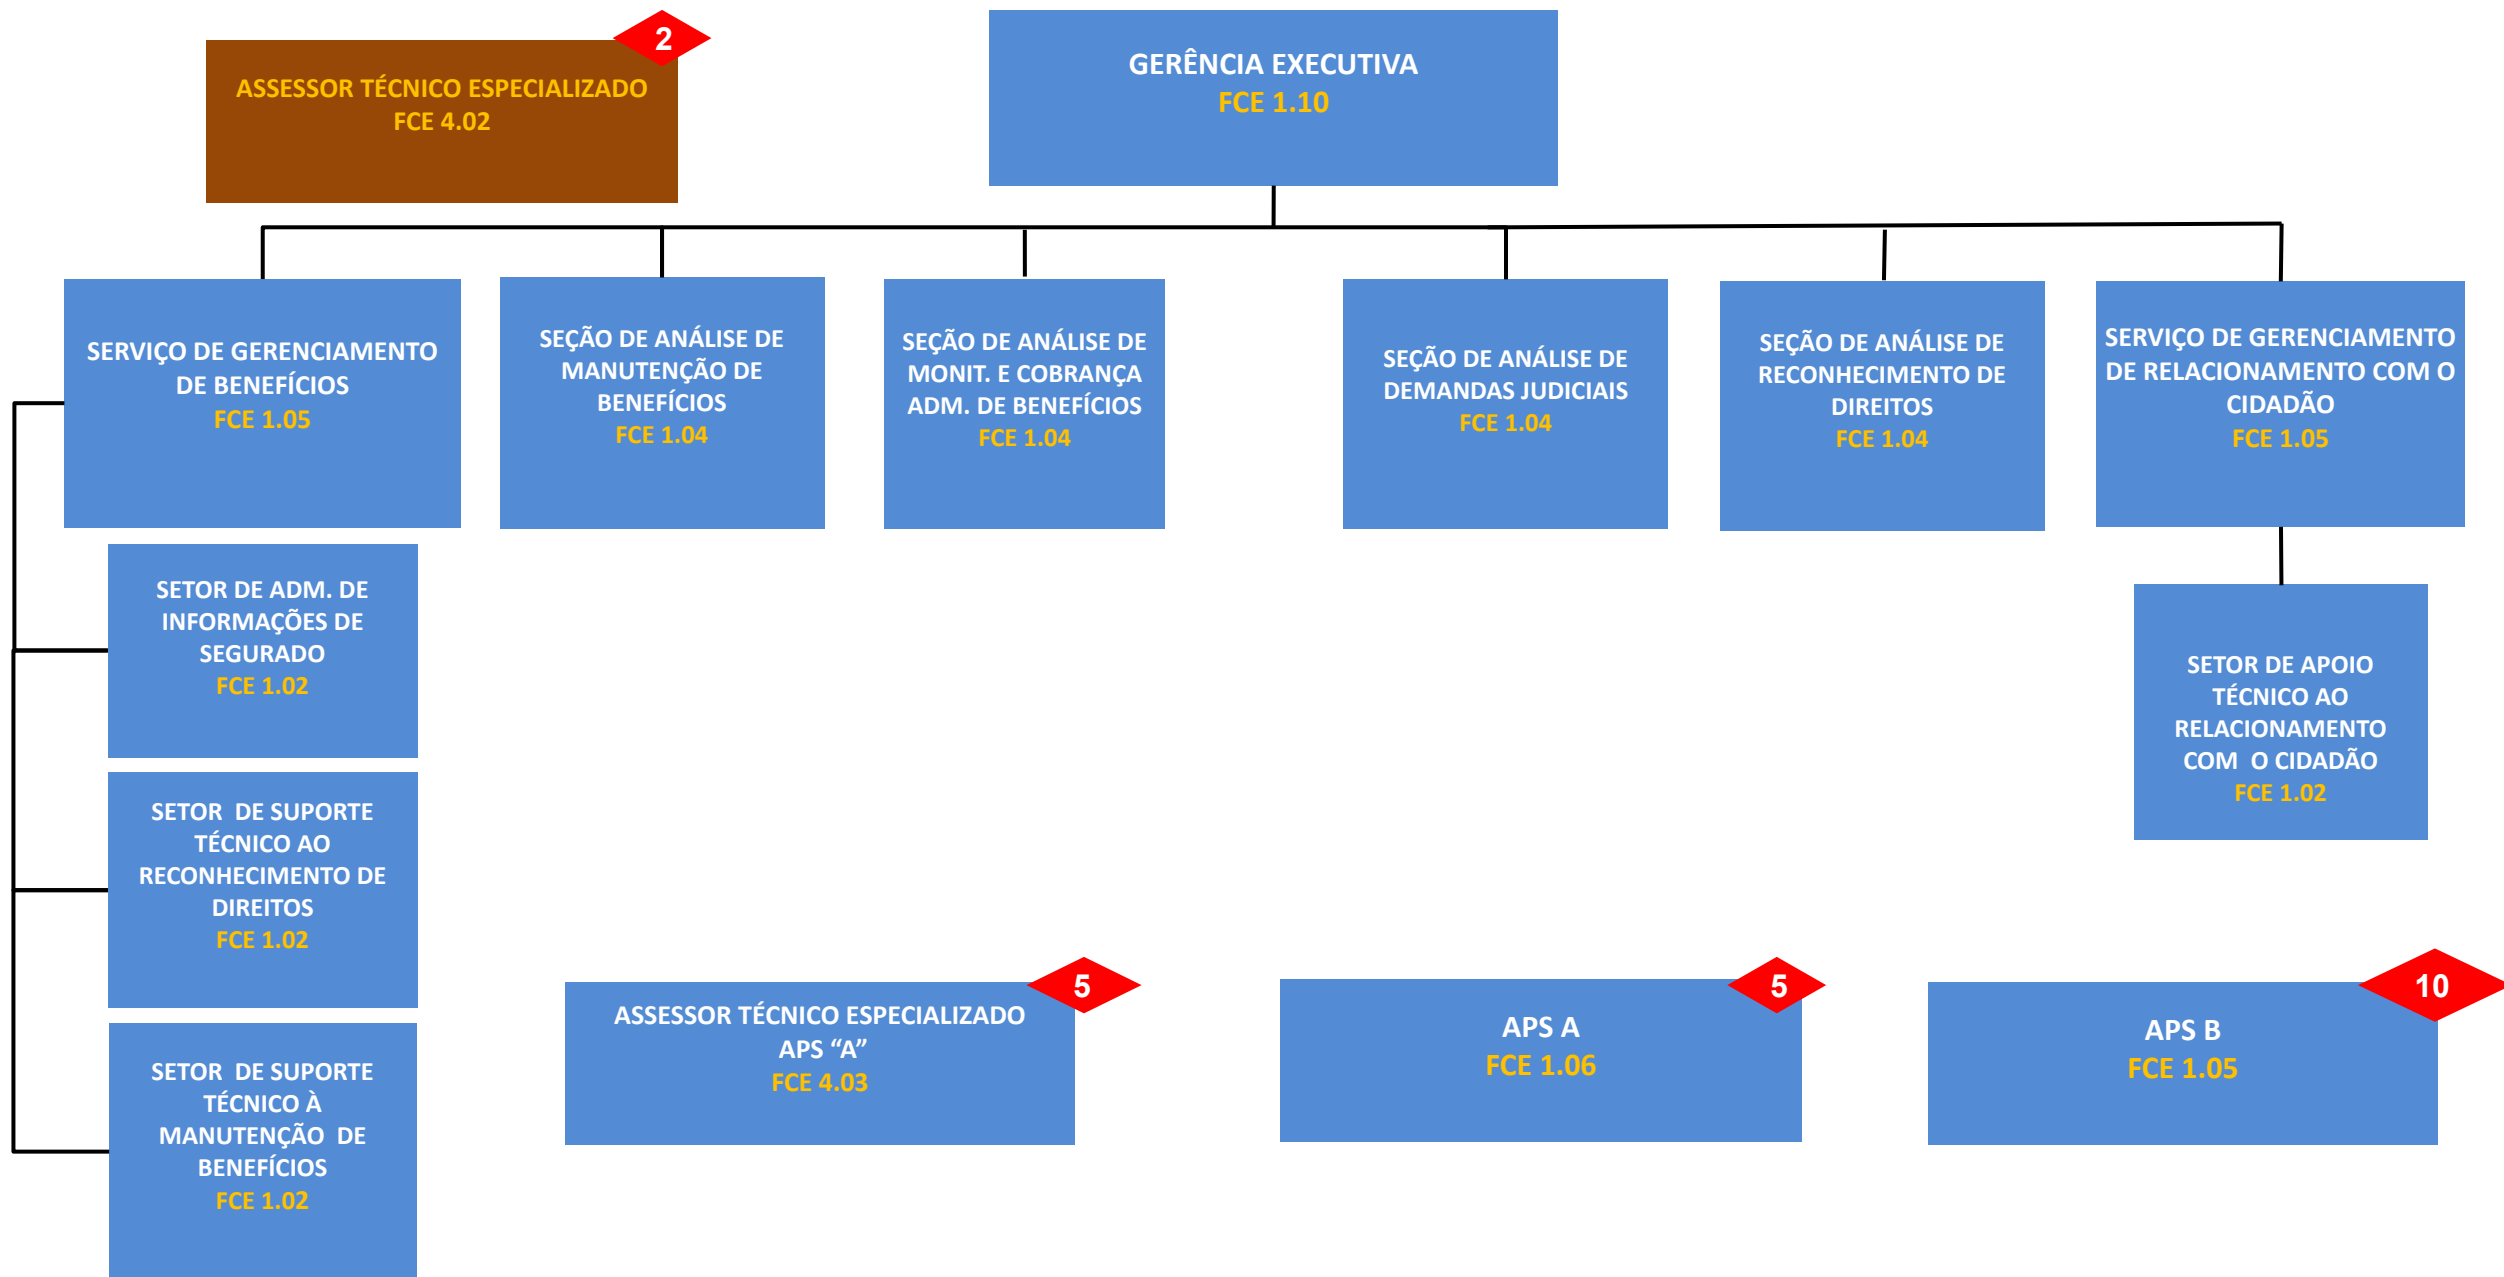 2
ASSESSOR TÉCNICO ESPECIALIZADO
FCE 4.02
GERÊNCIA EXECUTIVA
FCE 1.10
SERVIÇO DE GERENCIAMENTO
DE BENEFÍCIOS
FCE 1.05
SEÇÃO DE ANÁLISE DE
MANUTENÇÃO DE
BENEFÍCIOS
FCE 1.04
SEÇÃO DE ANÁLISE DE
MONIT. E COBRANÇA
ADM. DE BENEFÍCIOS
FCE 1.04
SEÇÃO DE ANÁLISE DE
DEMANDAS JUDICIAIS
FCE 1.04
SEÇÃO DE ANÁLISE DE
RECONHECIMENTO DE
DIREITOS
FCE 1.04
SERVIÇO DE GERENCIAMENTO
DE RELACIONAMENTO COM O
CIDADÃO
FCE 1.05
SETOR DE ADM. DE
INFORMAÇÕES DE
SEGURADO
FCE 1.02
SETOR DE APOIO
TÉCNICO AO
RELACIONAMENTO
COM O CIDADÃO
FCE 1.02
SETOR DE SUPORTE
TÉCNICO AO
RECONHECIMENTO DE
DIREITOS
FCE 1.02
SETOR DE SUPORTE
TÉCNICO À
MANUTENÇÃO DE
BENEFÍCIOS
FCE 1.02
5
ASSESSOR TÉCNICO ESPECIALIZADO
APS “A”
FCE 4.03
5
APS A
FCE 1.06
10
APS B
FCE 1.05